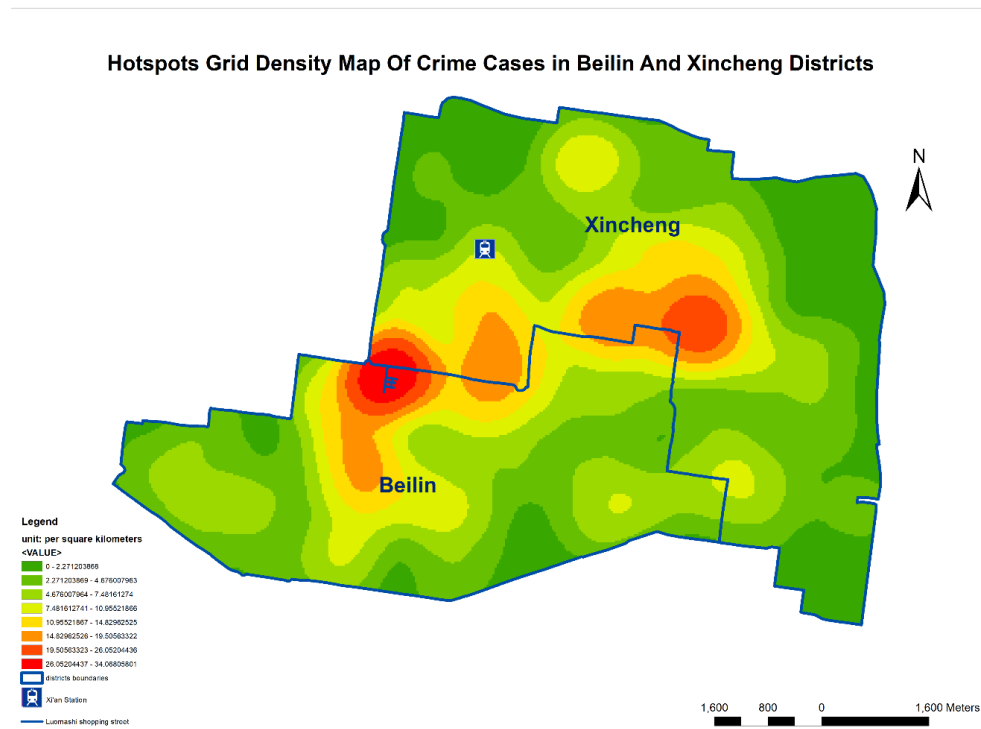 Hotspots Grid Density Map Of Crime Cases in Beilin And Xincheng Districts
N
Xincheng
Beilin
Legend
unit: per square kilometers
<VALUE>
0 - 2.271203868
2.271203869 - 4.676007963
4.676007964 - 7.48161274
7.481612741 - 10.95521866
10.95521867 - 14.82962525
14.82962526 - 19.50563322
19.50563323 - 26.05204436
26.05204437 - 34.06805801
districts boundaries
Xi'an Station
Luomashi shopping street
1,600 800 0 1,600 Meters